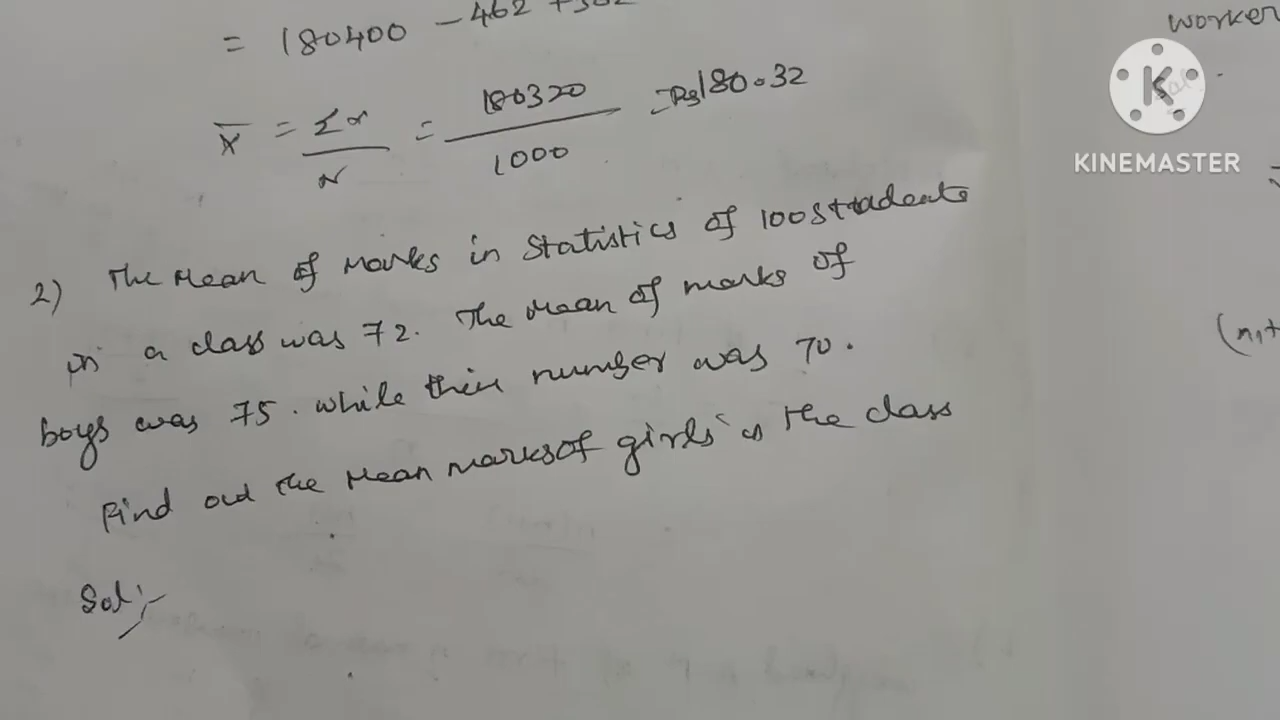 = 180400 - 462 +
worker
x̄ = Σx / N = 180320 / 1000 = Rs180.32
KINEMASTER
2) The Mean of Marks in Statistics of 100 Students
in a class was 72. The Mean of marks of
boys was 75. while their number was 70.
(n1+
Find out the Mean marks of girls is the class
Sol:-